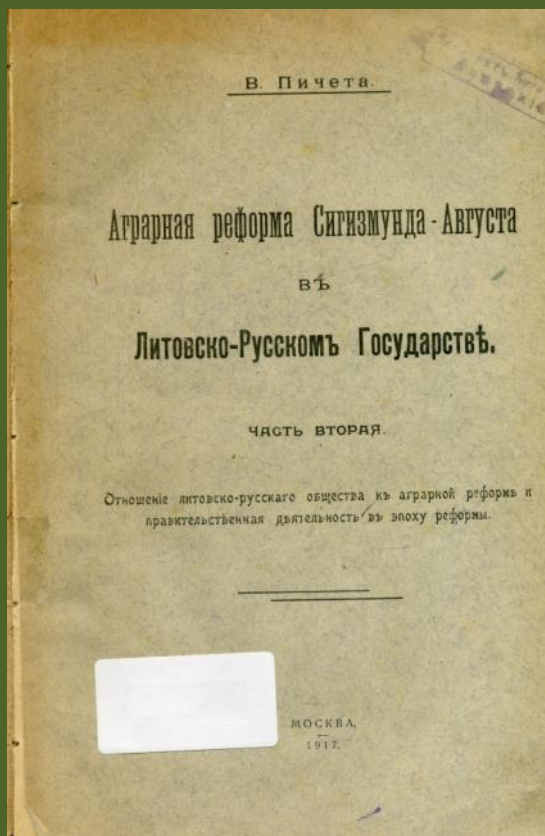 В. Пичета.
Аграрная реформа Сигизмунда-Августа
въ
Литовско-Русскомъ Государствѣ.
ЧАСТЬ ВТОРАЯ.
Отношеніе литовско-русскаго общества къ аграрной реформѣ и
правительственная дѣятельность въ эпоху реформы.
МОСКВА,
1917.